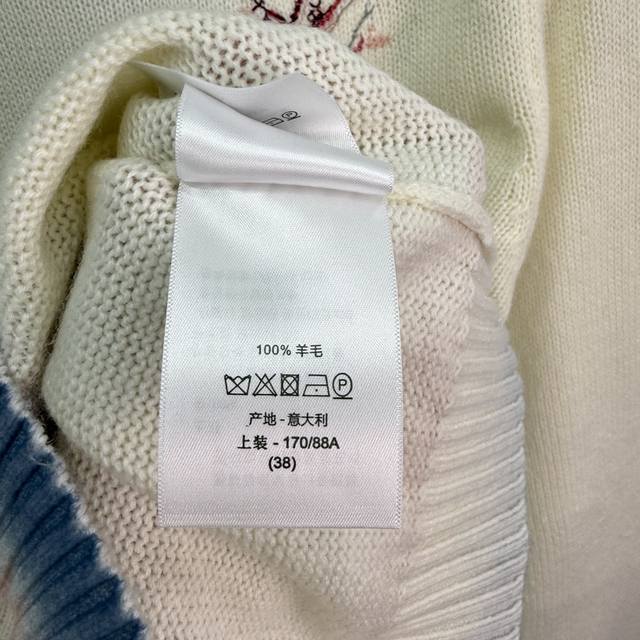 100% 羊毛
P
产地 - 意大利
上装 - 170/88A
(38)